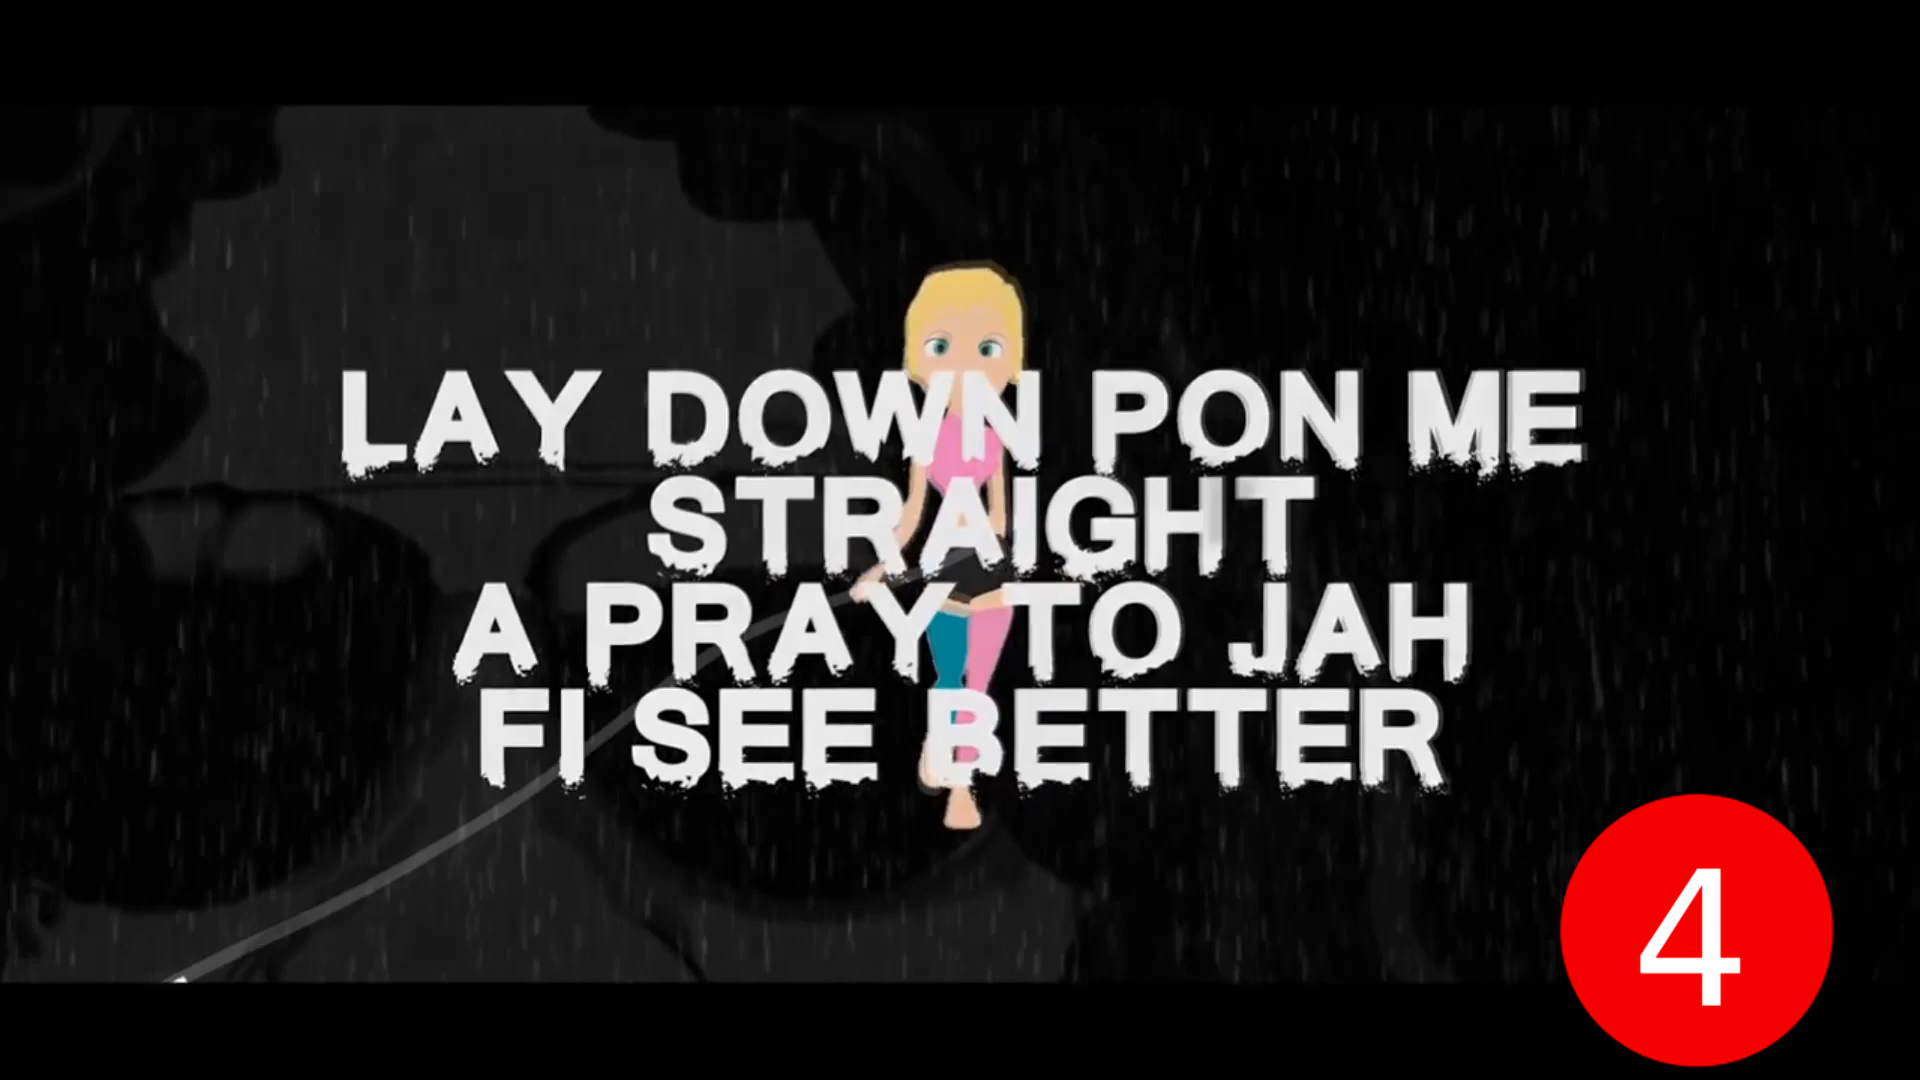 LAY DOWN PON ME
STRAIGHT
A PRAY TO JAH
FI SEE BETTER
4